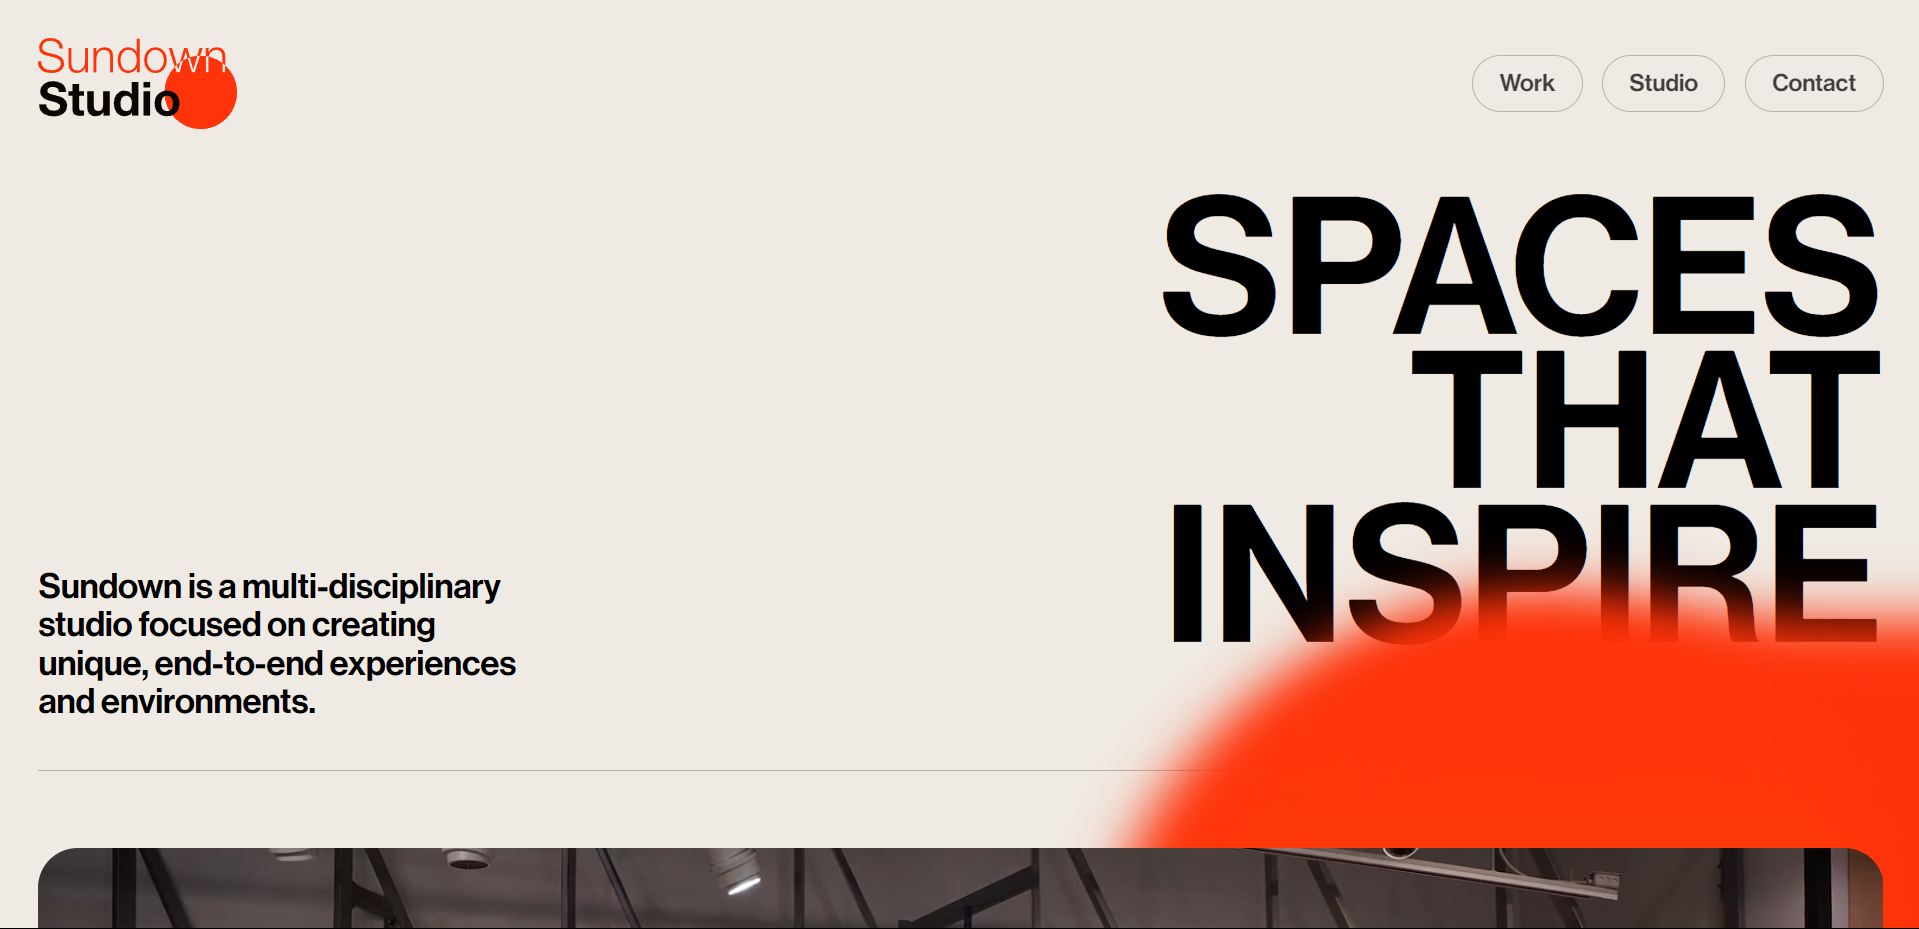 Sundown
Studio
Work
Studio
Contact
SPACES
THAT
INSPIRE
Sundown is a multi-disciplinary
studio focused on creating
unique, end-to-end experiences
and environments.